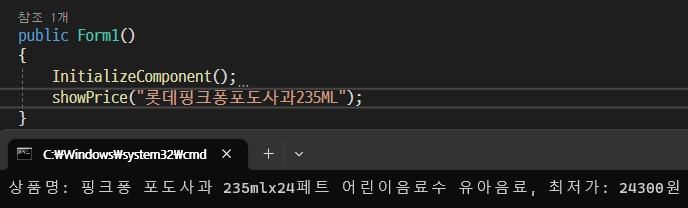 참조 1개
public Form1()
{
InitializeComponent();
showPrice("롯데핑크퐁포도사과235ML");
}
C:₩Windows₩system32₩cmd
상품명: 핑크퐁 포도사과 235mlx24페트 어린이음료수 유아음료, 최저가: 24300원